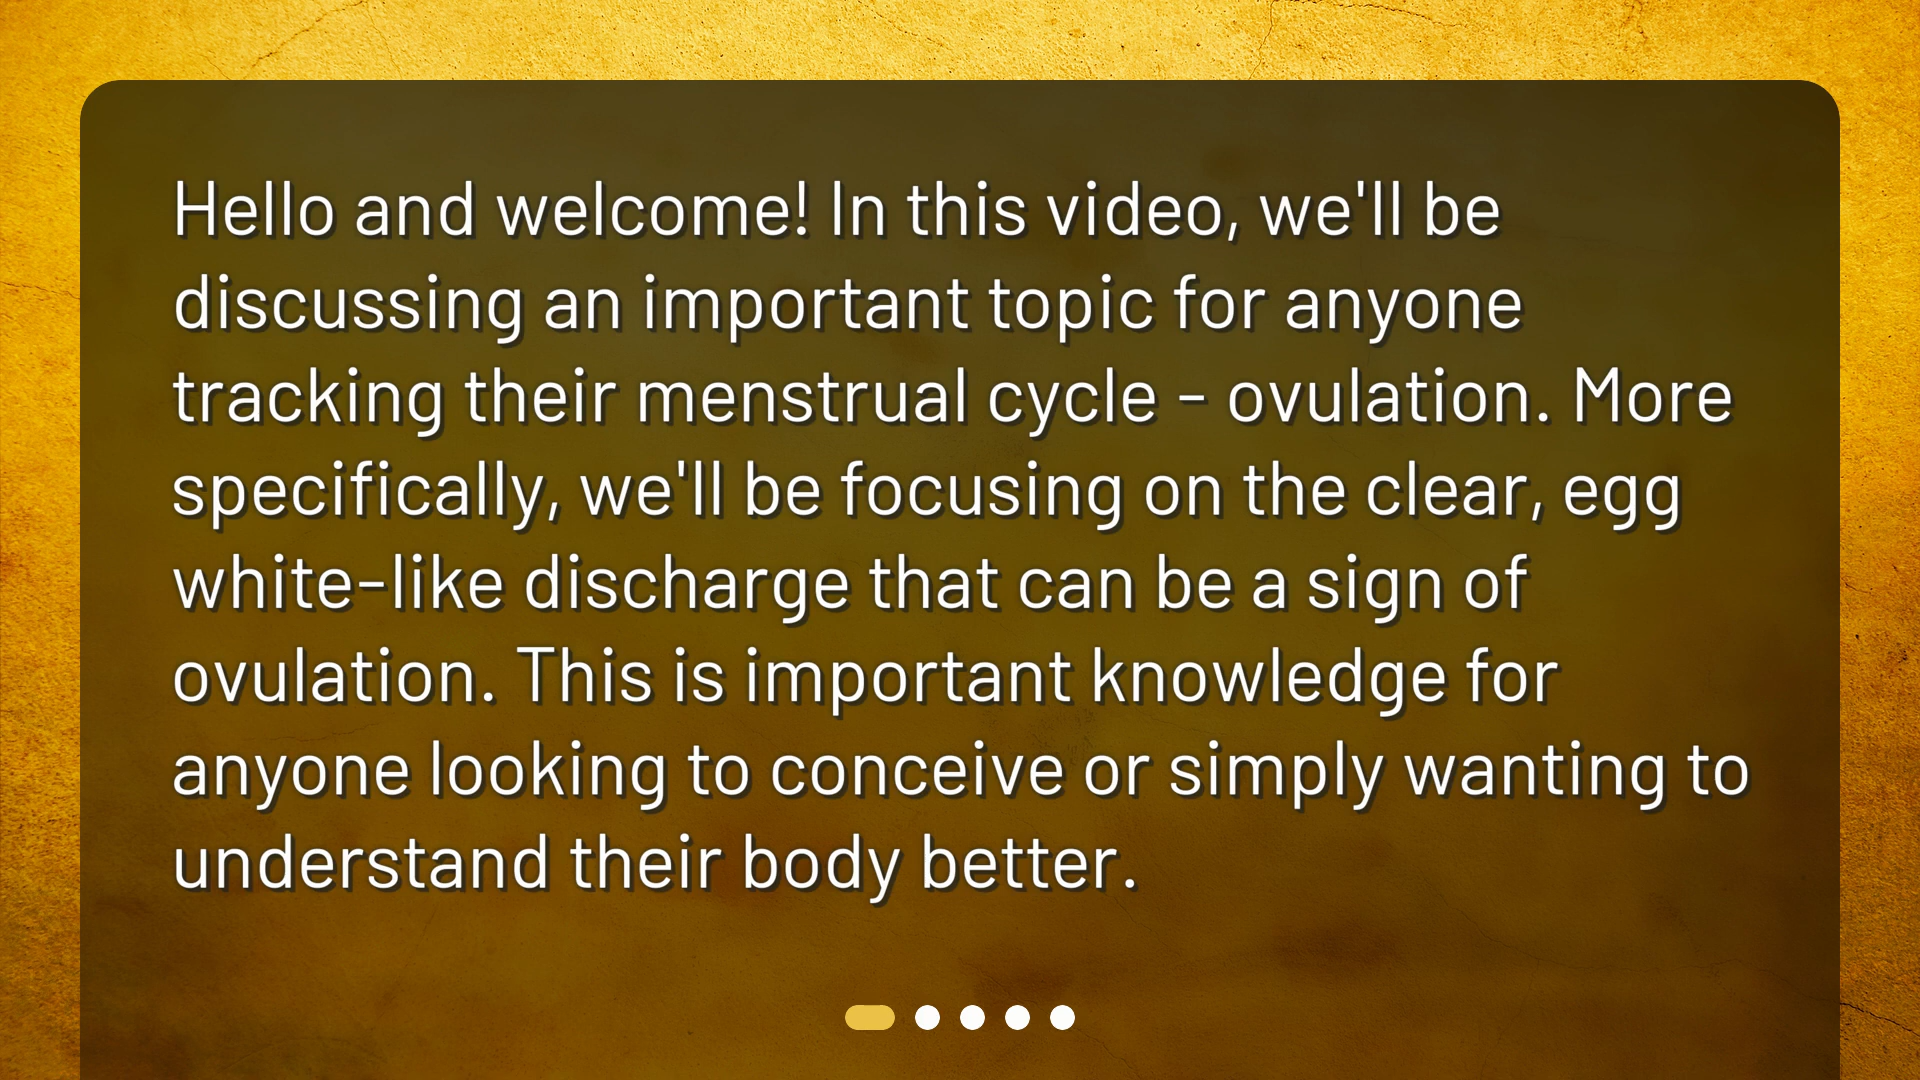 Hello and welcome! In this video, we'll be
discussing an important topic for anyone
tracking their menstrual cycle - ovulation. More
specifically, we'll be focusing on the clear, egg
white-like discharge that can be a sign of
ovulation. This is important knowledge for
anyone looking to conceive or simply wanting to
understand their body better.